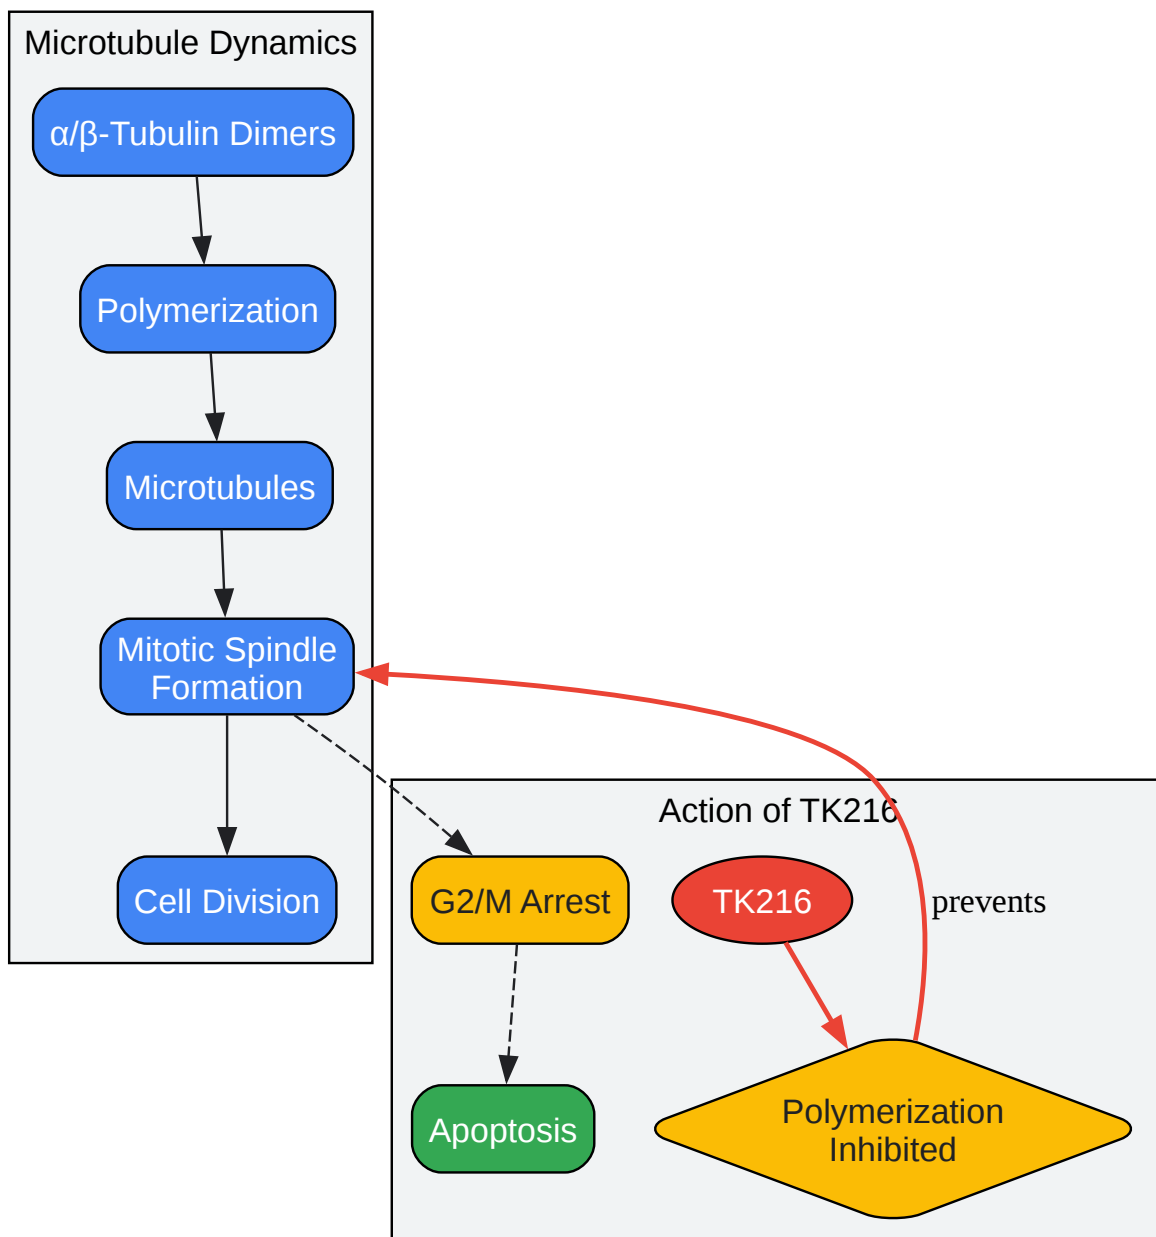 Microtubule Dynamics
α/β-Tubulin Dimers
Polymerization
Microtubules
Mitotic Spindle
Formation
Cell Division
Action of TK216
G2/M Arrest
TK216
prevents
Apoptosis
Polymerization
Inhibited